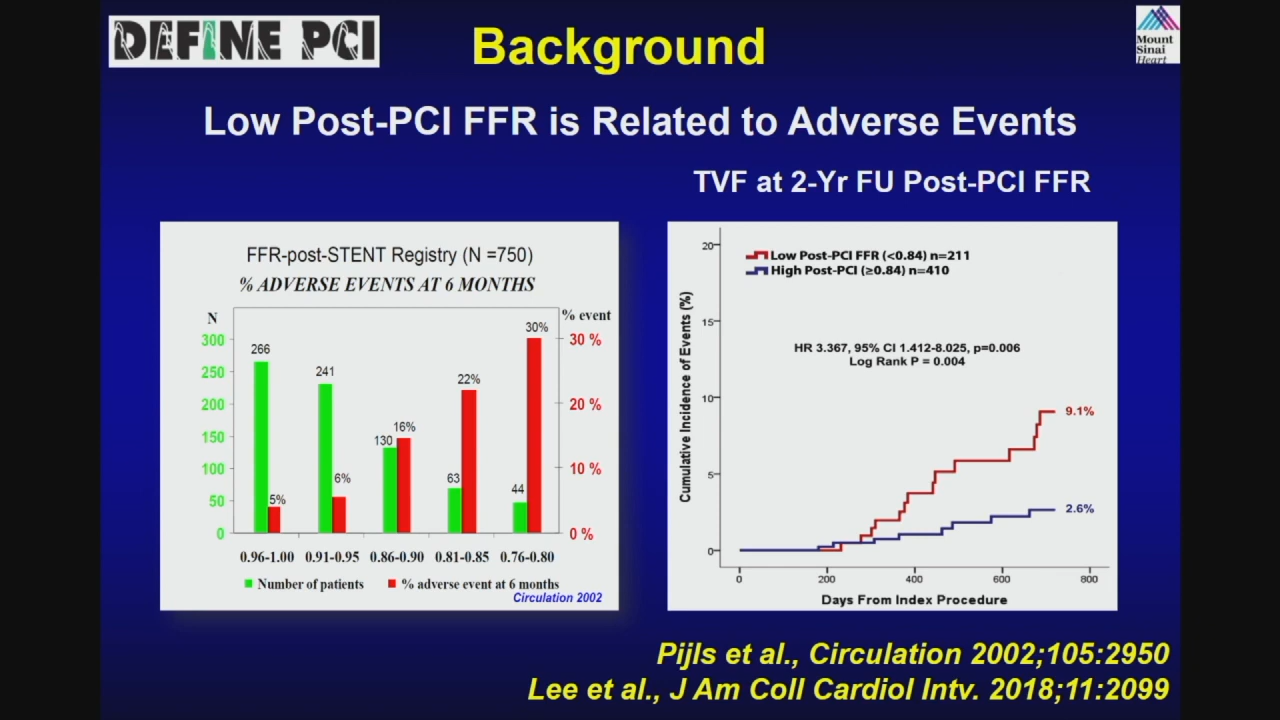 DEFINE PCI
Background
Mount
Sinai
Heart
Low Post-PCI FFR is Related to Adverse Events
TVF at 2-Yr FU Post-PCI FFR
FFR-post-STENT Registry (N =750)
% ADVERSE EVENTS AT 6 MONTHS
N
% event
300
250
200
150
100
50
0
266
241
130
63
44
5%
6%
16%
22%
30%
30 %
20 %
10 %
0 %
0.96-1.00 0.91-0.95 0.86-0.90 0.81-0.85 0.76-0.80
Number of patients
% adverse event at 6 months
Circulation 2002
Low Post-PCI FFR (<0.84) n=211
High Post-PCI (≥0.84) n=410
HR 3.367, 95% CI 1.412-8.025, p=0.006
Log Rank P = 0.004
Cumulative Incidence of Events (%)
20
15
10
5
0
9.1%
2.6%
0 200 400 600 800
Days From Index Procedure
Pijls et al., Circulation 2002;105:2950
Lee et al., J Am Coll Cardiol Intv. 2018;11:2099